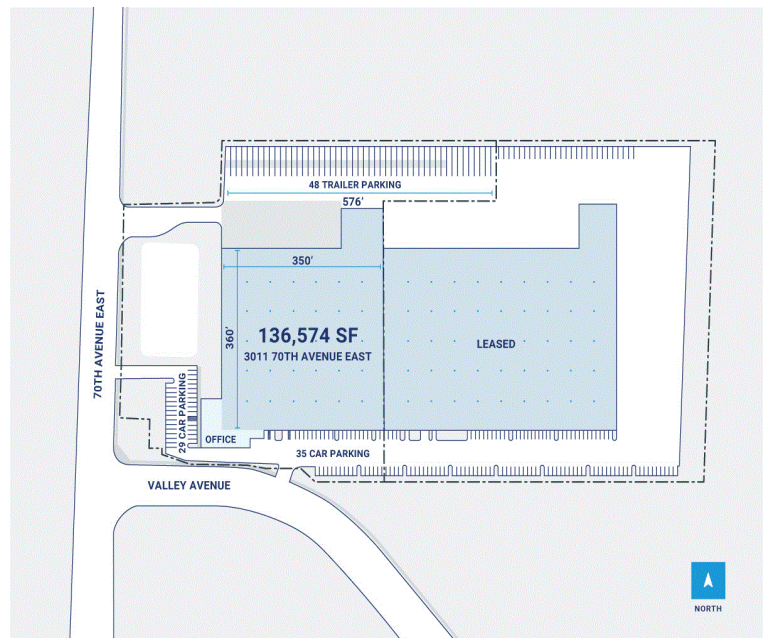 48 TRAILER PARKING
576’
350’
360’
136,574 SF
3011 70TH AVENUE EAST
LEASED
70TH AVENUE EAST
29 CAR PARKING
OFFICE
35 CAR PARKING
VALLEY AVENUE
NORTH